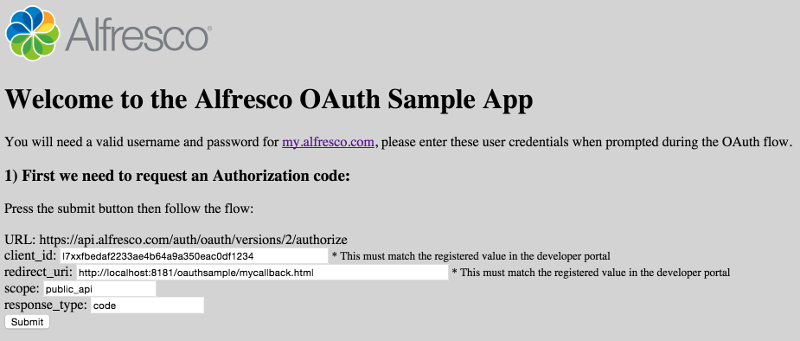 Alfresco
Welcome to the Alfresco OAuth Sample App
You will need a valid username and password for my.alfresco.com, please enter these user credentials when prompted during the OAuth flow.
1) First we need to request an Authorization code:
Press the submit button then follow the flow:
URL: https://api.alfresco.com/auth/oauth/versions/2/authorize
client_id: l7xxfbedaf2233ae4b64a9a350eac0df1234 * This must match the registered value in the developer portal
redirect_uri: http://localhost:8181/oauthsample/mycallback.html * This must match the registered value in the developer portal
scope: public_api
response_type: code
Submit